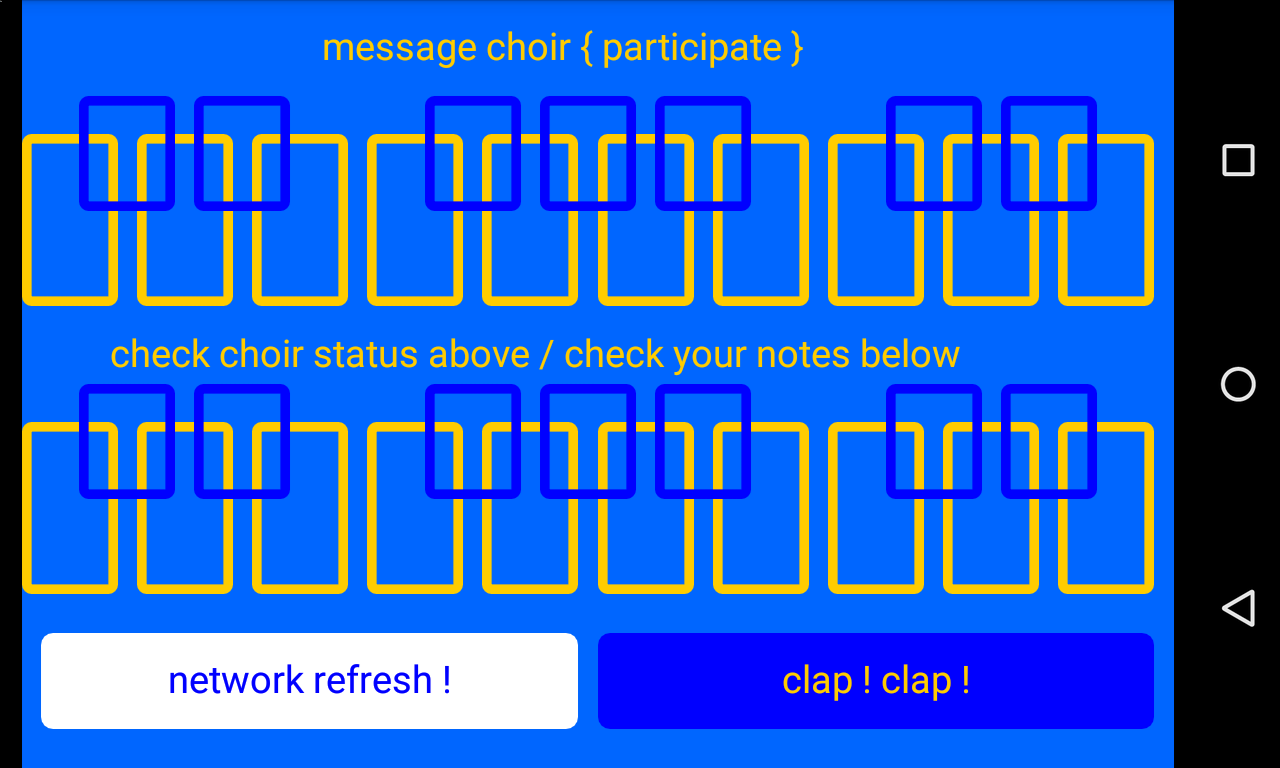 message choir { participate }
check choir status above / check your notes below
network refresh !
clap ! clap !